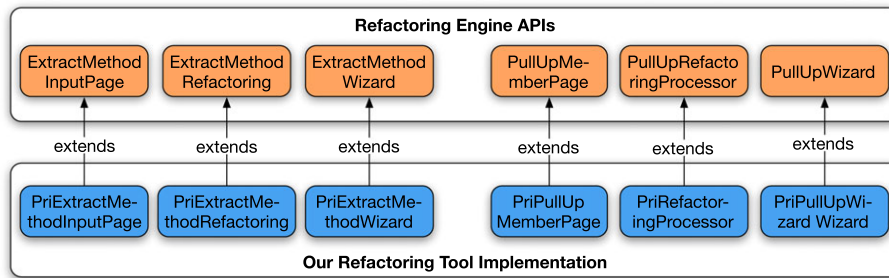 Refactoring Engine APIs
ExtractMethod
InputPage
ExtractMethod
Refactoring
ExtractMethod
Wizard
PullUpMe-
mberPage
PullUpRefacto
ringProcessor
PullUpWizard
extends
extends
extends
extends
extends
extends
PriExtractMe-
thodInputPage
PriExtractMe-
thodRefactoring
PriExtractMe-
thodWizard
PriPullUp
MemberPage
PriRefactor-
ingProcessor
PriPullUpWi-
zard Wizard
Our Refactoring Tool Implementation